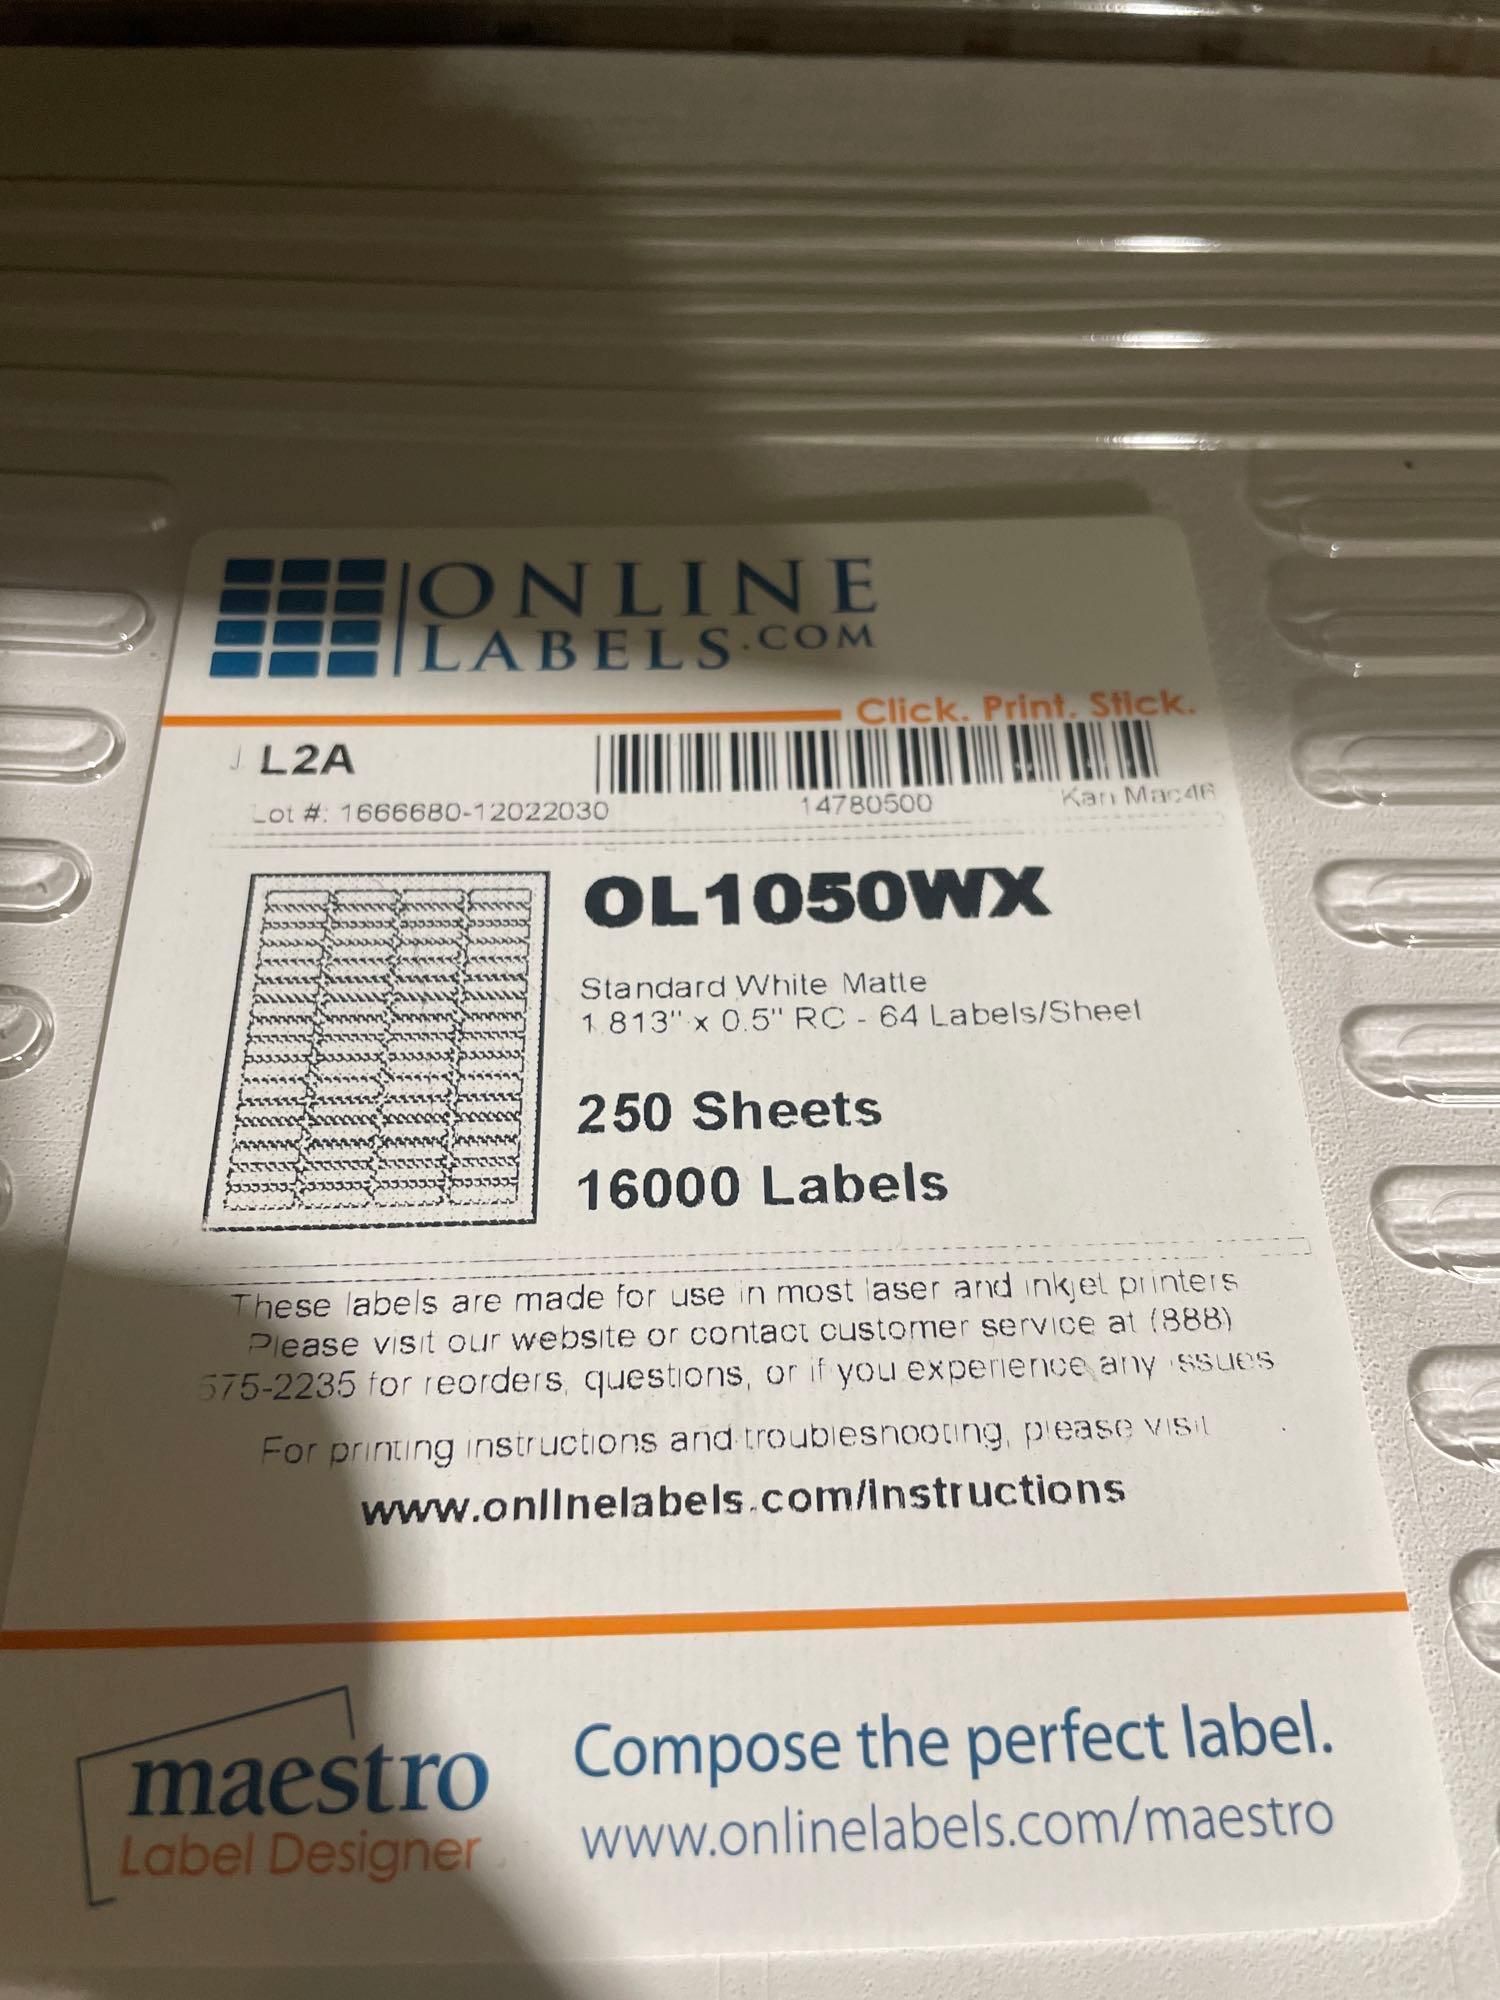 ONLINE
LABELS.COM
Click. Print. Stick.
L2A
Lot #: 1666680-12022030
14780500
Mac46
OL1050WX
Standard White Matte
1.813" x 0.5" RC - 64 Labels/Sheet
250 Sheets
16000 Labels
These labels are made for use in most laser and inkjet printers
Please visit our website or contact customer service at (888)
575-2235 for reorders, questions, or if you experience any issues
For printing instructions and troubleshooting, please visit
www.onlinelabels.com/instructions
maestro
Label Designer
Compose the perfect label.
www.onlinelabels.com/maestro